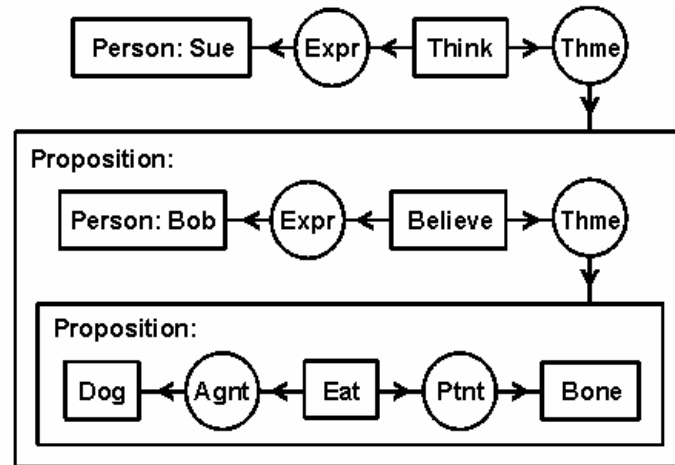 Person: Sue Expr Think Thme
Proposition:
Person: Bob Expr Believe Thme
Proposition:
Dog Agnt Eat Ptnt Bone